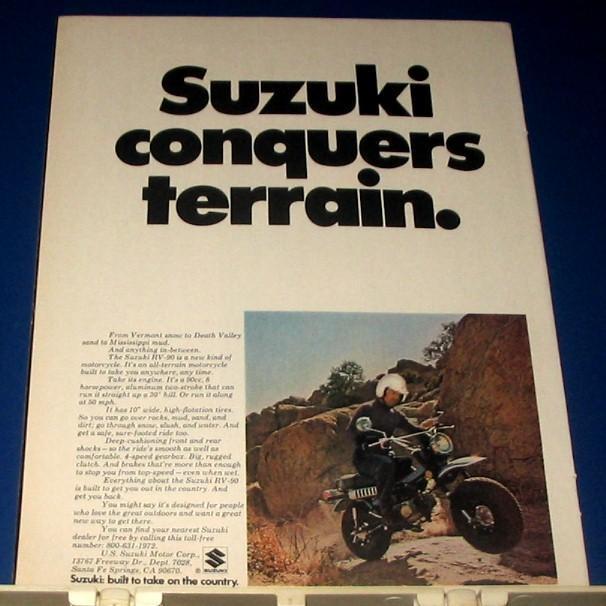 Suzuki
conquers
terrain.
From Vermont snow to Death Valley
sand to Mississippi mud.
And anything in-between.
The Suzuki RV-90 is a new kind of
motorcycle. It's an all-terrain motorcycle
built to take you anywhere, any time.
Take its engine. It's a 90cc, 8
horsepower, aluminum two-stroke that can
run it straight up a 30° hill. Or run it along
at 50 mph.
It has 10" wide, high-flotation tires.
So you can go over rocks, mud, sand, and
dirt; go through snow, slush, and water. And
get a safe, sure-footed ride too.
Deep-cushioning front and rear
shocks—so the ride's smooth as well as
comfortable. 4-speed gearbox. Big, rugged
clutch. And brakes that're more than enough
to stop you from top-speed—even when wet.
Everything about the Suzuki RV-90
is built to get you out in the country. And
get you back.
You might say it's designed for people
who love the great outdoors and want a great
new way to get there.
You can find your nearest Suzuki
dealer for free by calling this toll-free
number: 800-631-1972.
U.S. Suzuki Motor Corp.,
13767 Freeway Dr., Dept. 7028,
Santa Fe Springs, CA 90670.
® SUZUKI
Suzuki: built to take on the country.